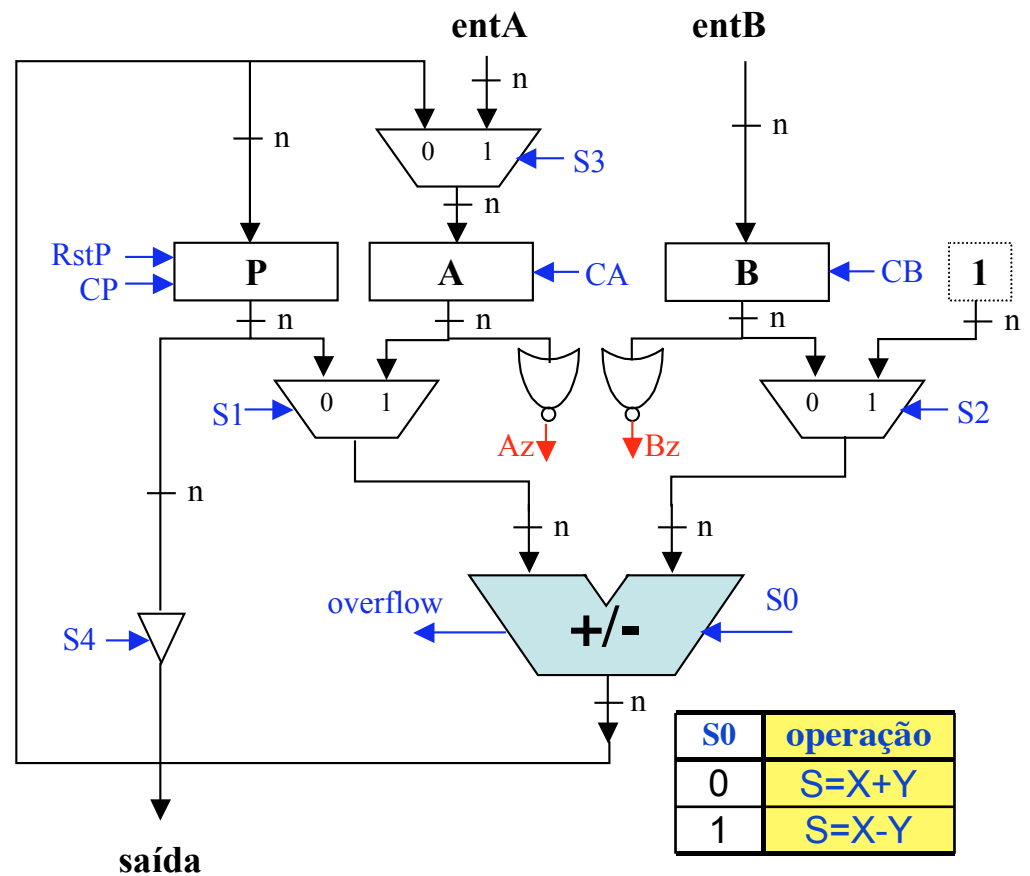 entA entB
n
n n
0 1 S3
n
RstP P A B 1
CP CA CB
n n n n
S1 0 1 0 1 S2
Az Bz
n
n n
overflow S0
+/-
S4
n
S0 operação
0 S=X+Y
1 S=X-Y
saída